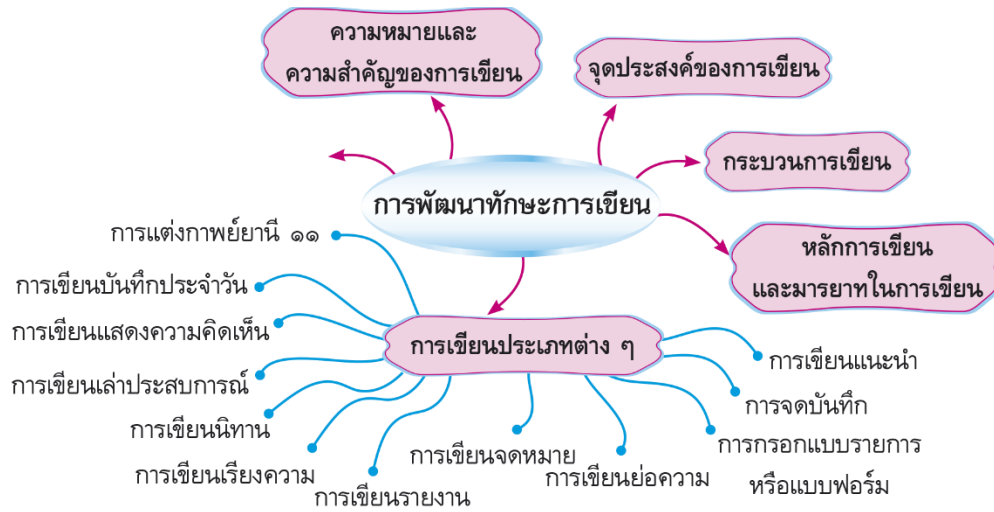 ความหมายและ
ความสำคัญของการเขียน
จุดประสงค์ของการเขียน
กระบวนการเขียน
การพัฒนาทักษะการเขียน
หลักการเขียน
และมารยาทในการเขียน
การแต่งกาพย์ยานี ๑๑
การเขียนบันทึกประจำวัน
การเขียนแสดงความคิดเห็น
การเขียนประเภทต่าง ๆ
การเขียนแนะนำ
การเขียนเล่าประสบการณ์
การจดบันทึก
การเขียนนิทาน
การกรอกแบบรายการ
หรือแบบฟอร์ม
การเขียนจดหมาย
การเขียนเรียงความ
การเขียนย่อความ
การเขียนรายงาน